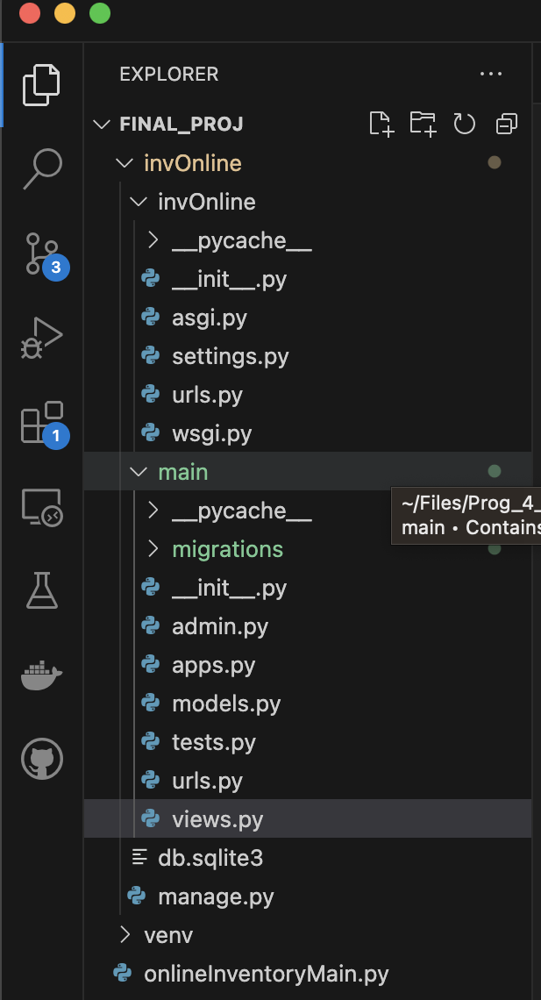 EXPLORER
FINAL_PROJ
invOnline
invOnline
__pycache__
__init__.py
asgi.py
3
settings.py
urls.py
wsgi.py
1
main
~/Files/Prog_4_
__pycache__
main • Contains
migrations
__init__.py
admin.py
apps.py
models.py
tests.py
urls.py
views.py
db.sqlite3
manage.py
venv
onlineInventoryMain.py